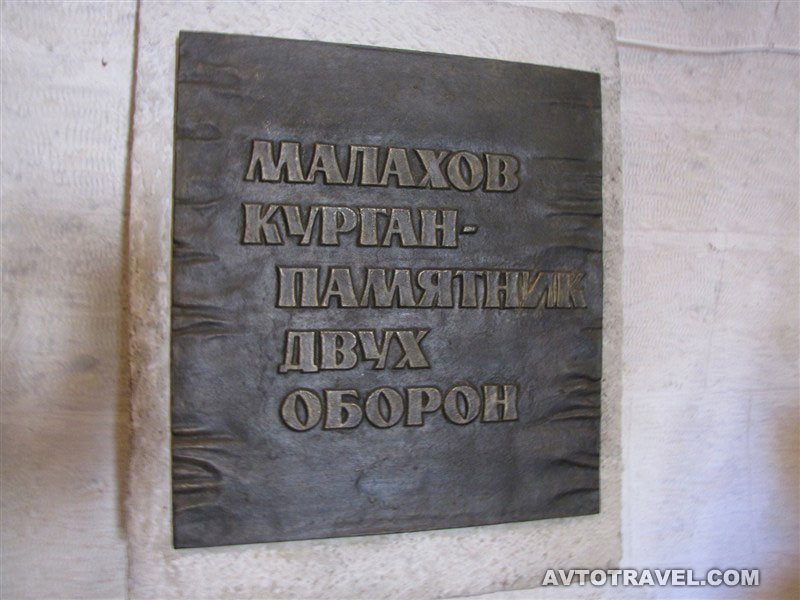 МАЛАХОВ
КУРГАН-
ПАМЯТНИК
ДВУХ
ОБОРОН
AVTOTRAVEL.COM